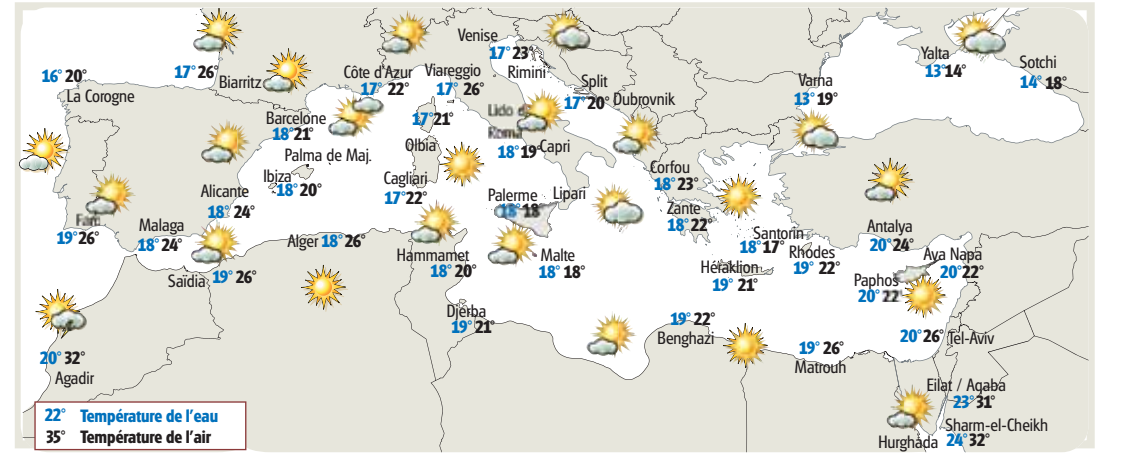 Venise
17° 23°
Rimini
Yalta
13° 14°
Sotchi
14° 18°
16° 20°
La Corogne
17° 26°
Biarritz
Côte d'Azur
17° 22°
Viareggio
17° 26°
Split
17° 20°
Dubrovnik
Varna
13° 19°
Barcelone
18° 21°
17° 21°
Olbia
Lido di
Roma
18° 19°
Capri
Palma de Maj.
Ibiza
18° 20°
Cagliari
17° 22°
Corfou
18° 23°
Alicante
18° 24°
Palerme
18° 18°
Lipari
Zante
18° 22°
Faro
19° 26°
Malaga
18° 24°
Alger 18° 26°
Hammamet
18° 20°
Malte
18° 18°
Santorin
18° 17°
Rhodes
19° 22°
Héraklion
19° 21°
Antalya
20° 24°
Aya Napa
20° 22°
Paphos
20° 22°
Saïdia
19° 26°
Djerba
19° 21°
19° 22°
Benghazi
19° 26°
Matrouh
20° 26°
Tel-Aviv
20° 32°
Agadir
Eilat / Aqaba
23° 31°
Sharm-el-Cheikh
24° 32°
Hurghada
22° Température de l'eau
35° Température de l'air